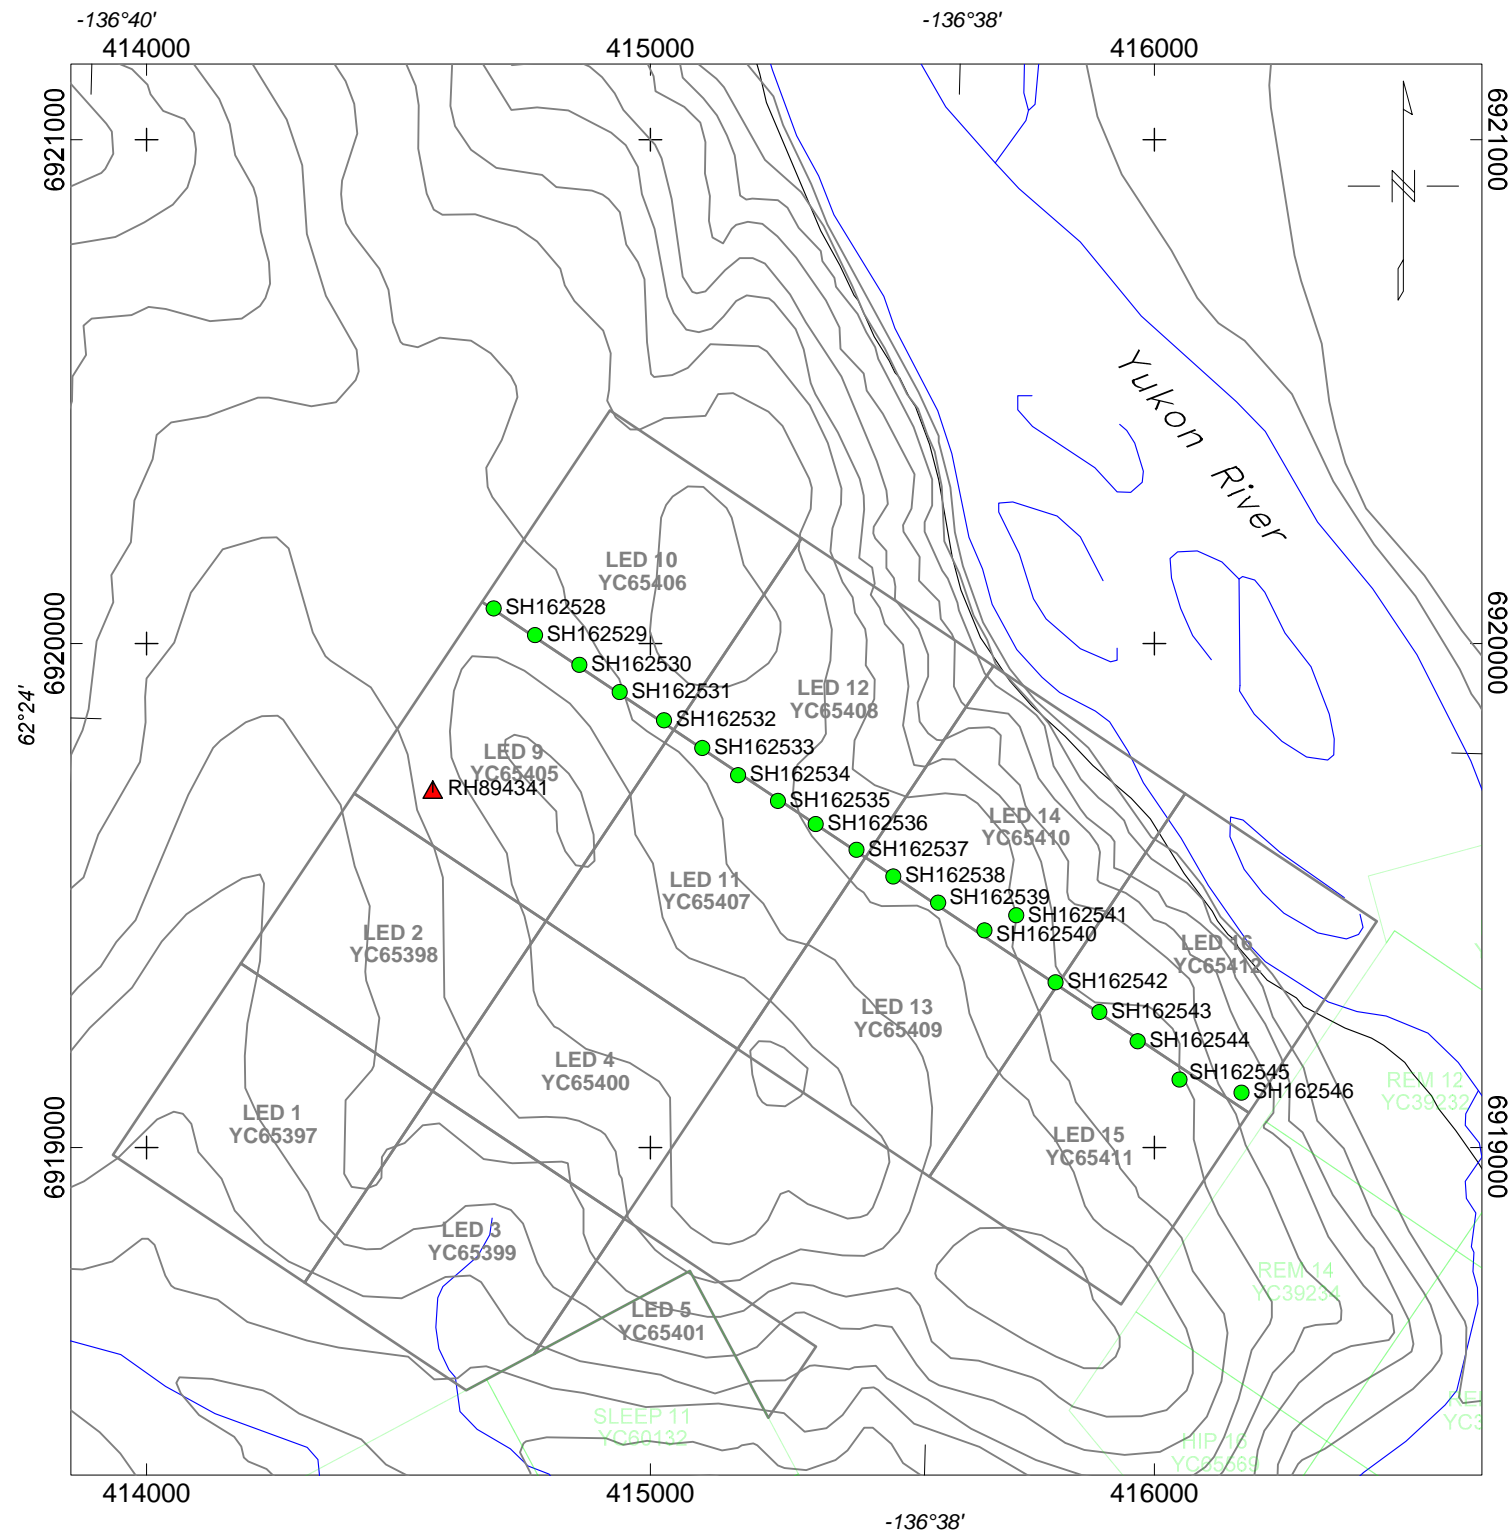 -136°40'
-136°38'
414000
415000
416000
6921000
6921000
N
Yukon River
LED 10
YC65406
SH162528
SH162529
6920000
6920000
SH162530
SH162531
LED 12
YC65408
62°24'
SH162532
SH162533
LED 9
YC65405
SH162534
RH894341
SH162535
SH162536
LED 14
YC65410
SH162537
LED 11
YC65407
SH162538
SH162539
SH162541
SH162540
LED 2
YC65398
LED 16
YC65412
SH162542
LED 13
YC65409
SH162543
SH162544
LED 4
YC65400
SH162545
SH162546
REM 12
YC39232
LED 1
YC65397
LED 15
YC65411
6919000
6919000
LED 3
YC65399
REM 14
YC39234
LED 5
YC65401
SLEEP 11
YC60132
YC3
414000
415000
416000
-136°38'